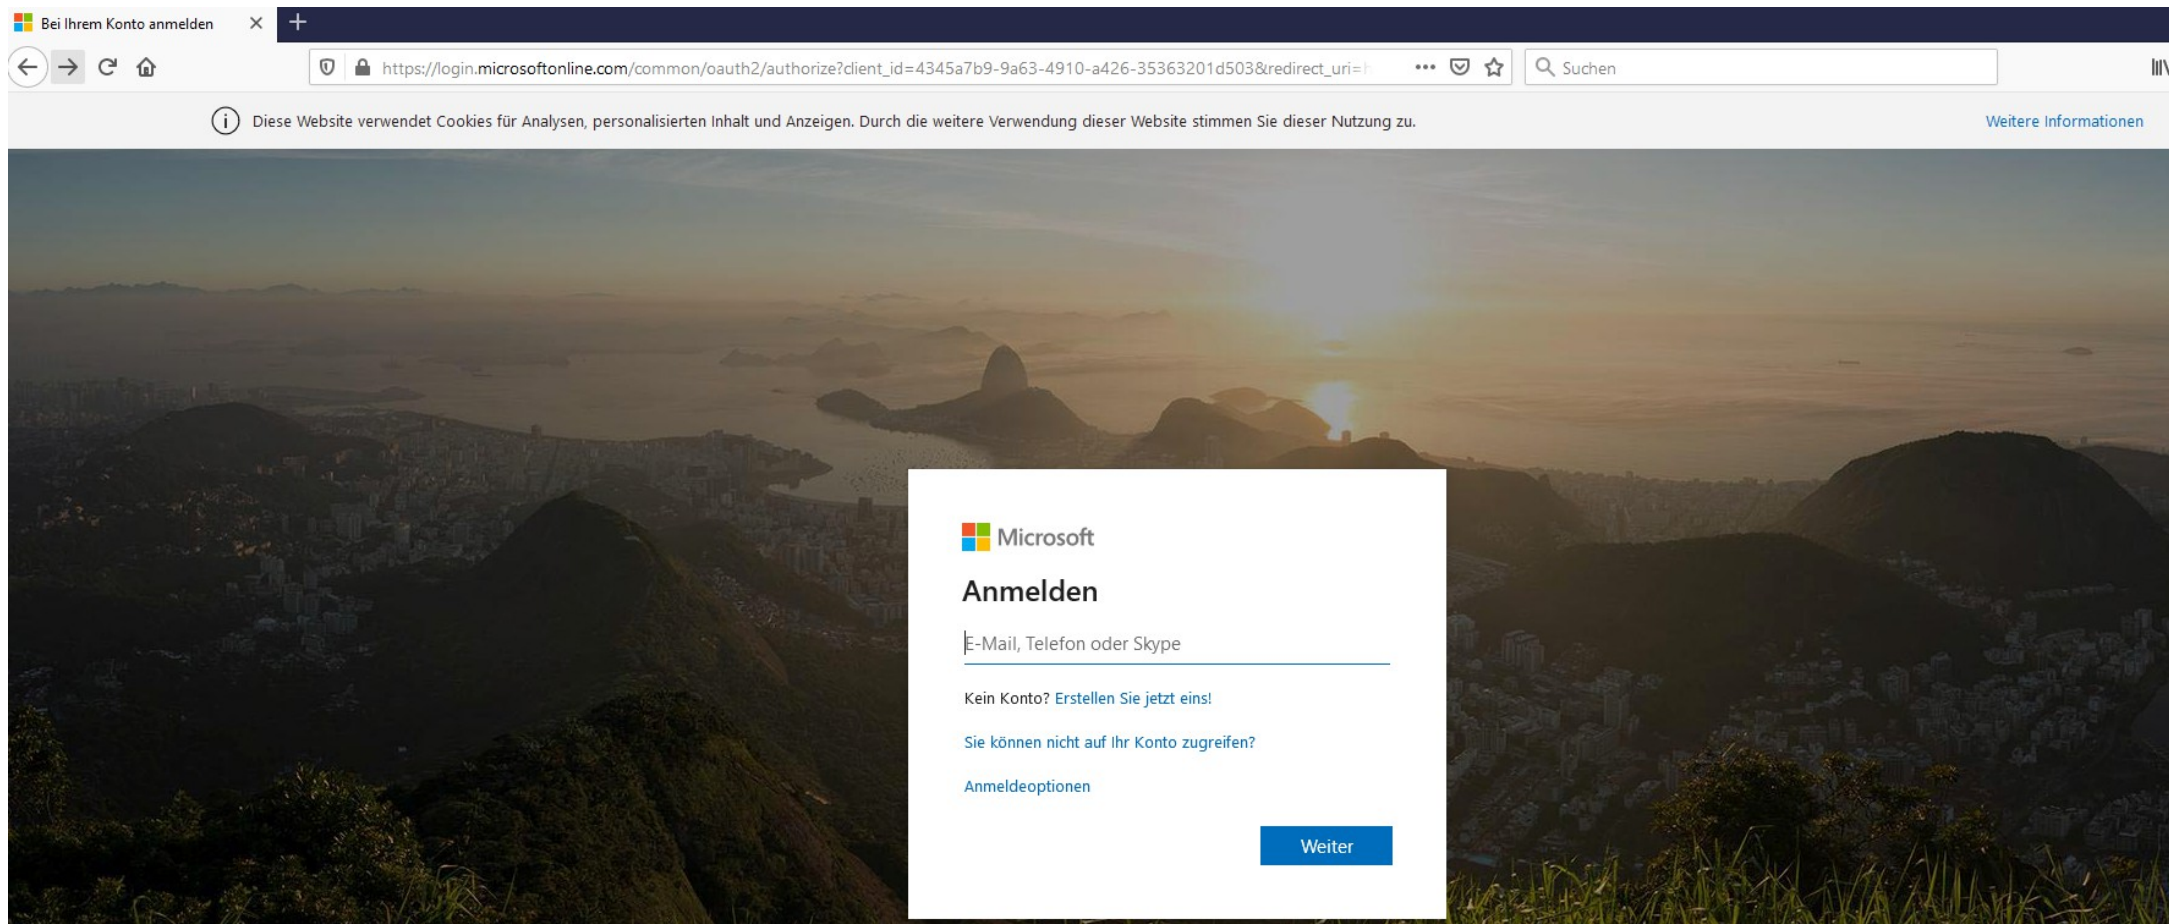 Bei Ihrem Konto anmelden
https://login.microsoftonline.com/common/oauth2/authorize?client_id=4345a7b9-9a63-4910-a426-35363201d503&redirect_uri=h
Suchen
Diese Website verwendet Cookies für Analysen, personalisierten Inhalt und Anzeigen. Durch die weitere Verwendung dieser Website stimmen Sie dieser Nutzung zu.
Weitere Informationen
Microsoft
Anmelden
E-Mail, Telefon oder Skype
Kein Konto? Erstellen Sie jetzt eins!
Sie können nicht auf Ihr Konto zugreifen?
Anmeldeoptionen
Weiter